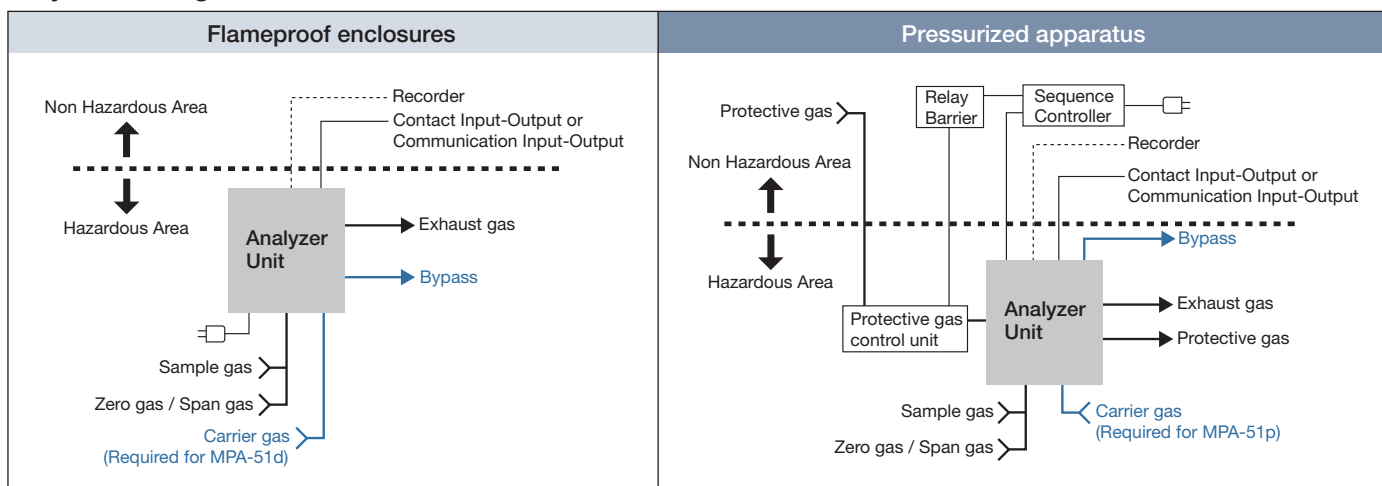 Flameproof enclosures
Non Hazardous Area
Hazardous Area
Recorder
Contact Input-Output or
Communication Input-Output
Analyzer
Unit
Exhaust gas
Bypass
Sample gas
Zero gas / Span gas
Carrier gas
(Required for MPA-51d)
Pressurized apparatus
Protective gas
Relay
Barrier
Sequence
Controller
Recorder
Non Hazardous Area
Contact Input-Output or
Communication Input-Output
Bypass
Hazardous Area
Protective gas
control unit
Analyzer
Unit
Exhaust gas
Protective gas
Sample gas
Zero gas / Span gas
Carrier gas
(Required for MPA-51p)